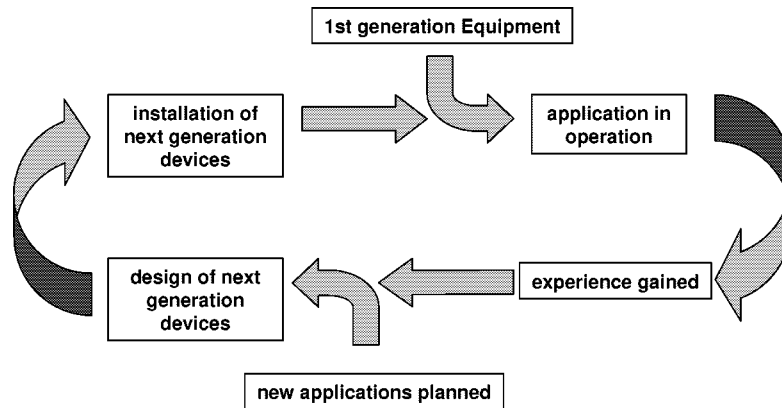 1st generation Equipment
installation of
next generation
devices
application in
operation
design of next
generation
devices
experience gained
new applications planned